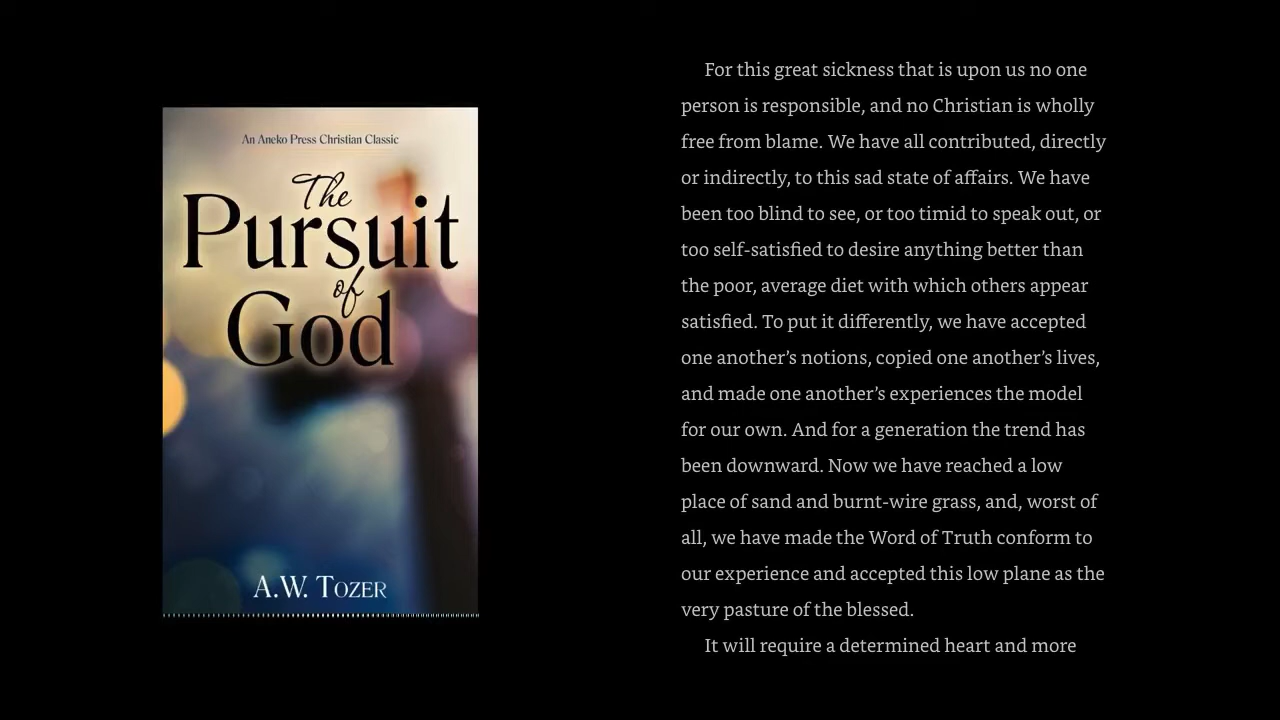 An Aneko Press Christian Classic
The
Pursuit
of
God
A.W. Tozer
For this great sickness that is upon us no one
person is responsible, and no Christian is wholly
free from blame. We have all contributed, directly
or indirectly, to this sad state of affairs. We have
been too blind to see, or too timid to speak out, or
too self-satisfied to desire anything better than
the poor, average diet with which others appear
satisfied. To put it differently, we have accepted
one another’s notions, copied one another’s lives,
and made one another’s experiences the model
for our own. And for a generation the trend has
been downward. Now we have reached a low
place of sand and burnt-wire grass, and, worst of
all, we have made the Word of Truth conform to
our experience and accepted this low plane as the
very pasture of the blessed.
It will require a determined heart and more